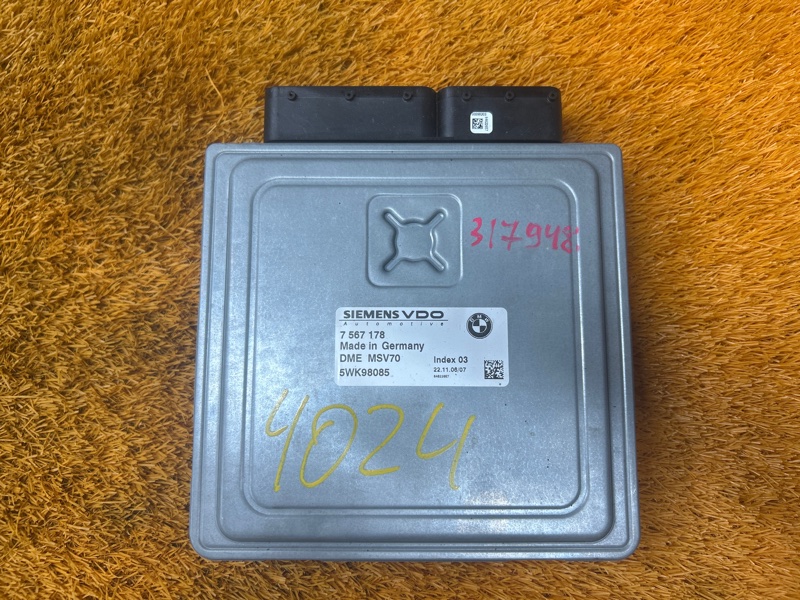 317948
SIEMENS VDO
Automotive
7 567 178
Made in Germany
DME MSV70 Index 03
5WK98085 22.11.06/07
4024